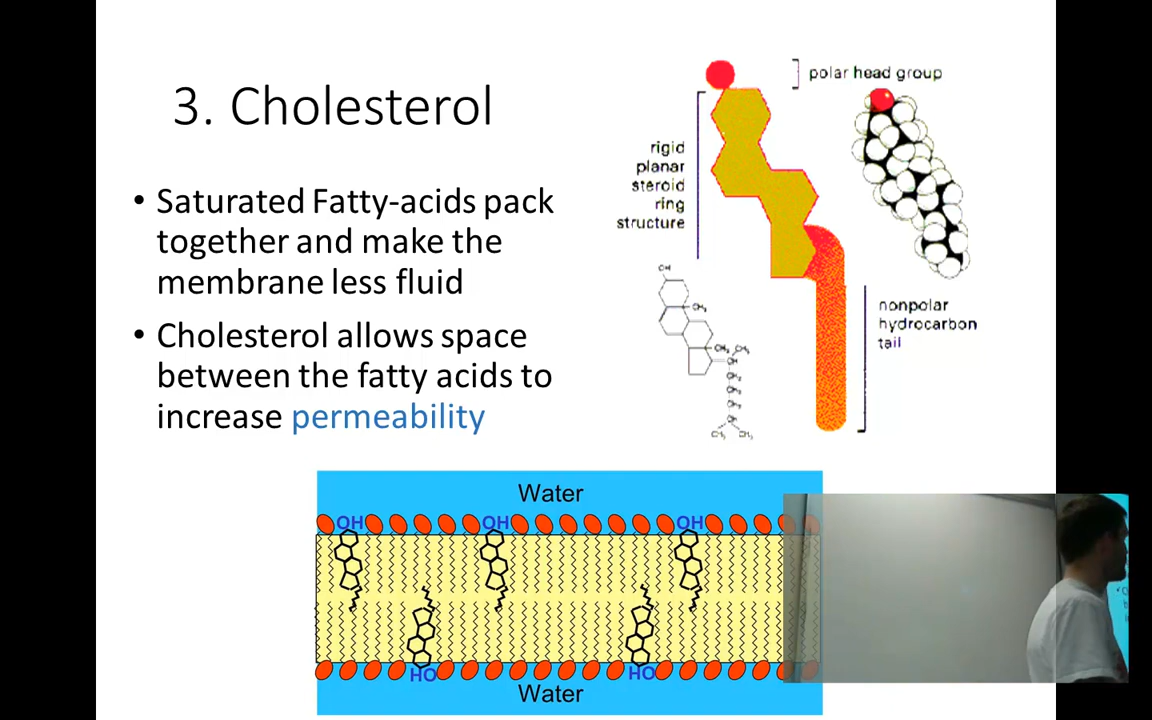 3. Cholesterol
• Saturated Fatty-acids pack
together and make the
membrane less fluid
• Cholesterol allows space
between the fatty acids to
increase permeability
polar head group
rigid
planar
steroid
ring
structure
nonpolar
hydrocarbon
tail
OH
CH₃
Water
OH OH OH
HO HO
Water